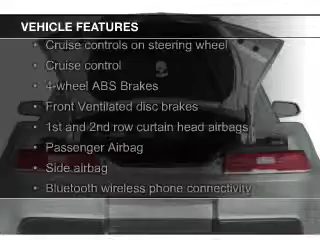 VEHICLE FEATURES
• Cruise controls on steering wheel
• Cruise control
• 4-wheel ABS Brakes
• Front Ventilated disc brakes
• 1st and 2nd row curtain head airbags
• Passenger Airbag
• Side airbag
• Bluetooth wireless phone connectivity